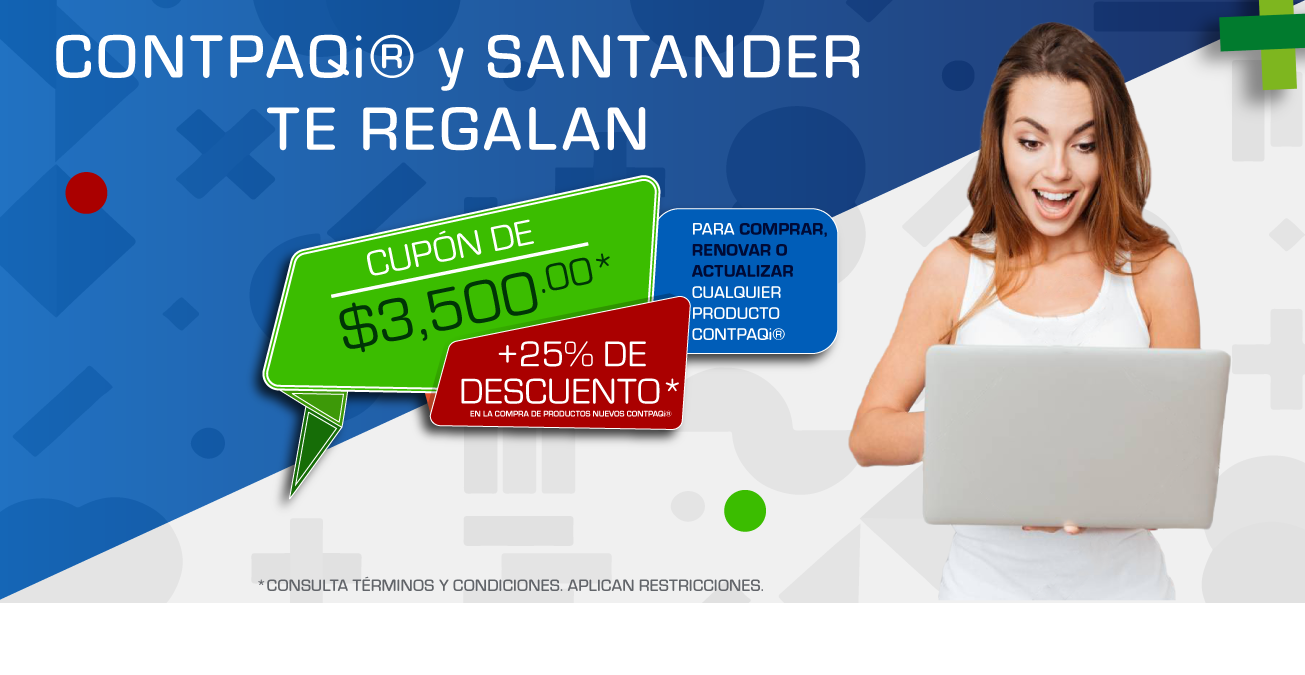 CONTPAQi® y SANTANDER
TE REGALAN
CUPÓN DE
$3,500.00*
PARA COMPRAR,
RENOVAR O
ACTUALIZAR
CUALQUIER
PRODUCTO
CONTPAQi®
+25% DE
DESCUENTO*
EN LA COMPRA DE PRODUCTOS NUEVOS CONTPAQi®
*CONSULTA TÉRMINOS Y CONDICIONES. APLICAN RESTRICCIONES.